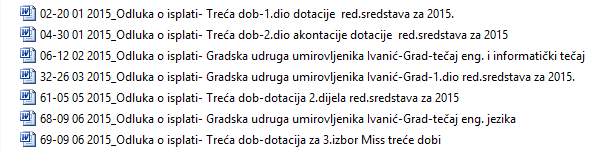 02-20 01 2015_Odluka o isplati- Treća dob-1.dio dotacije  red.sredstava za 2015.
04-30 01 2015_Odluka o isplati- Treća dob-2.dio akontacije dotacije  red.sredstava za 2015
06-12 02 2015_Odluka o isplati- Gradska udruga umirovljenika Ivanić-Grad-tečaj eng. i informatički tečaj
32-26 03 2015_Odluka o isplati- Gradska udruga umirovljenika Ivanić-Grad-1.dio red.sredstava za 2015.
61-05 05 2015_Odluka o isplati- Treća dob-dotacija 2.dijela red.sredstava za 2015
68-09 06 2015_Odluka o isplati- Gradska udruga umirovljenika Ivanić-Grad-tečaj eng. jezika
69-09 06 2015_Odluka o isplati- Treća dob-dotacija za 3.izbor Miss treće dobi